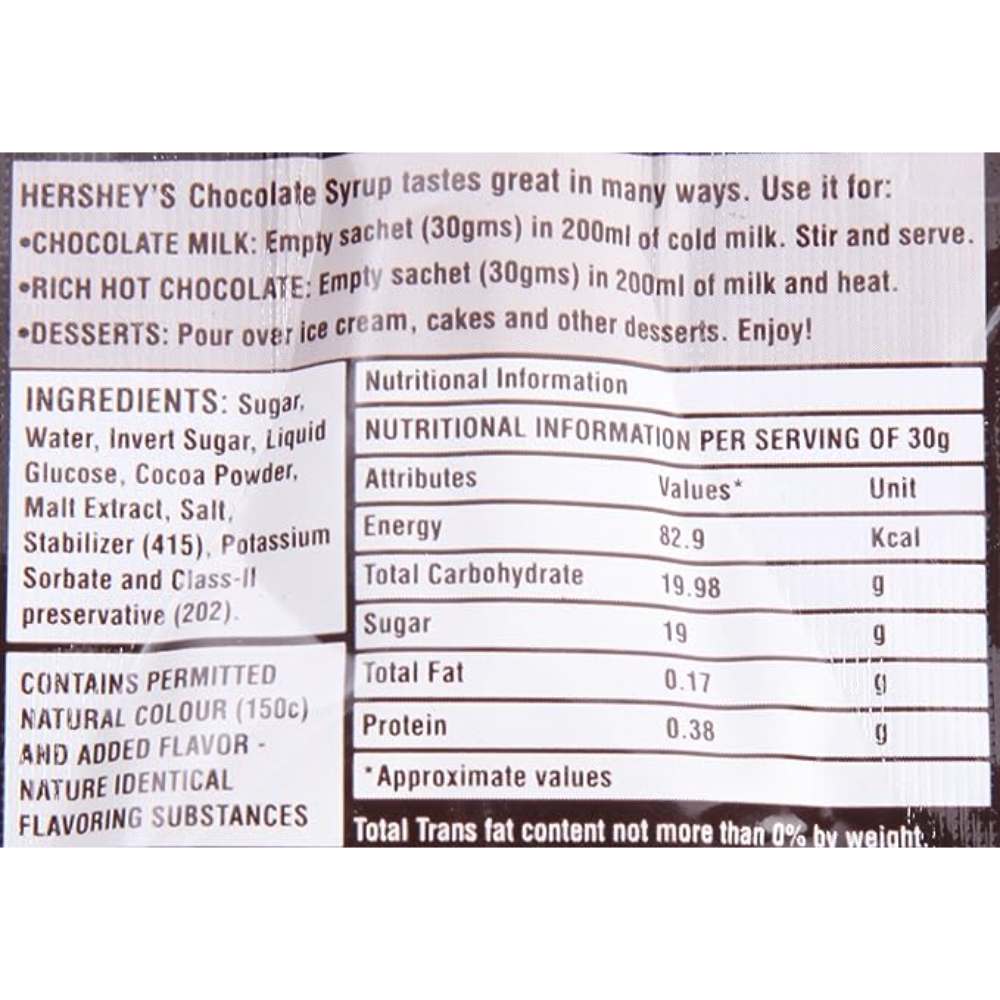 HERSHEY'S Chocolate Syrup tastes great in many ways. Use it for:
•CHOCOLATE MILK: Empty sachet (30gms) in 200ml of cold milk. Stir and serve.
•RICH HOT CHOCOLATE: Empty sachet (30gms) in 200ml of milk and heat.
•DESSERTS: Pour over ice cream, cakes and other desserts. Enjoy!
INGREDIENTS: Sugar,
Water, Invert Sugar, Liquid
Glucose, Cocoa Powder,
Malt Extract, Salt,
Stabilizer (415), Potassium
Sorbate and Class-II
preservative (202).
CONTAINS PERMITTED
NATURAL COLOUR (150c)
AND ADDED FLAVOR -
NATURE IDENTICAL
FLAVORING SUBSTANCES
Nutritional Information
NUTRITIONAL INFORMATION PER SERVING OF 30g
Attributes Values* Unit
Energy 82.9 Kcal
Total Carbohydrate 19.98 g
Sugar 19 g
Total Fat 0.17 g
Protein 0.38 g
*Approximate values
Total Trans fat content not more than 0% by weight.